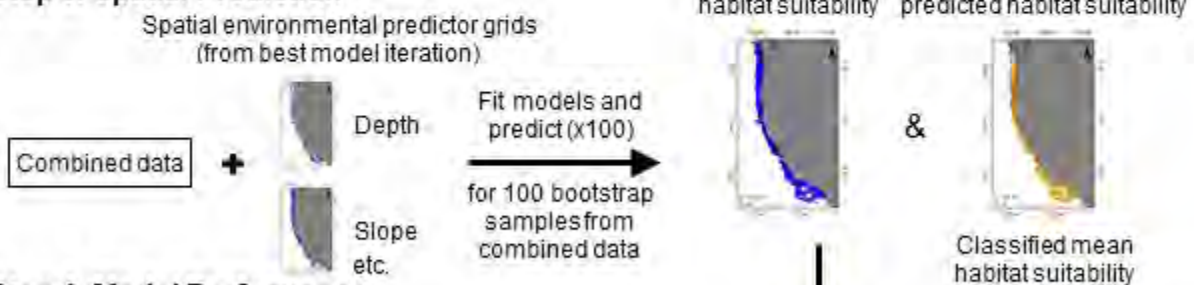 habitat suitability
predicted habitat suitability
Spatial environmental predictor grids
(from best model iteration)
Combined data
+
Depth
Slope
etc.
Fit models and
predict (x100)
for 100 bootstrap
samples from
combined data
&
Classified mean
habitat suitability